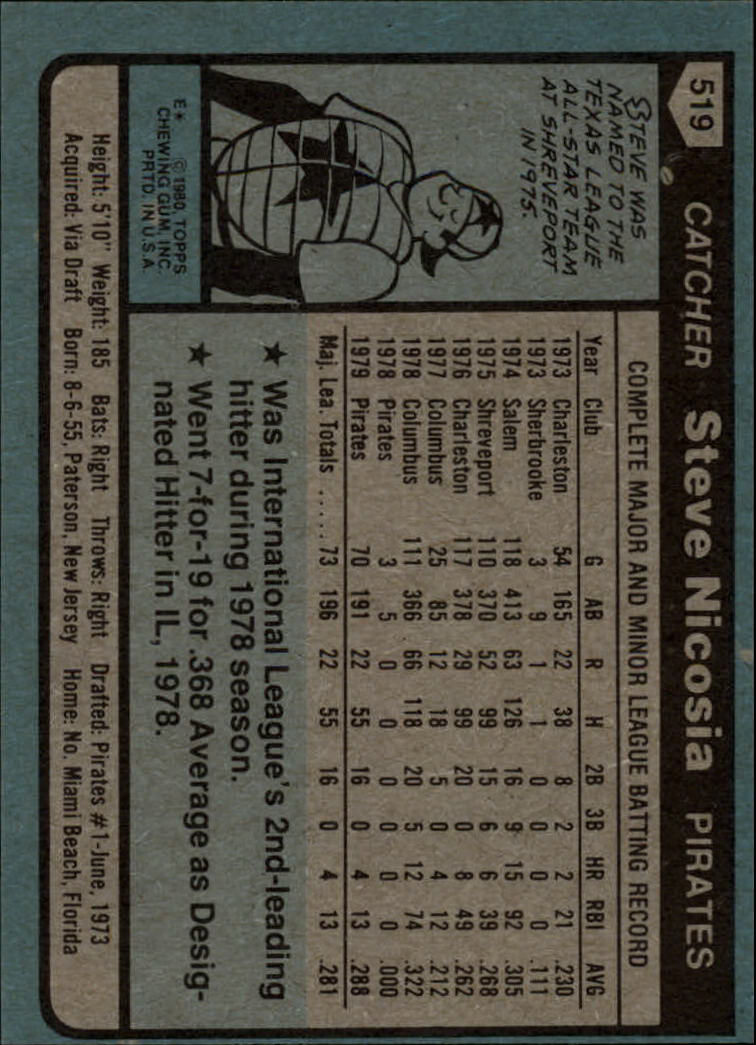 519 CATCHER Steve Nicosia PIRATES
STEVE WAS
NAMED TO THE
TEXAS LEAGUE
ALL-STAR TEAM
AT SHREVEPORT
IN 1975.
E* © 1980, TOPPS
CHEWING GUM, INC.
PRTD. IN U.S.A.
COMPLETE MAJOR AND MINOR LEAGUE BATTING RECORD
Year Club G AB R H 2B 3B HR RBI AVG
1973 Charleston 54 165 22 38 8 2 2 21 .230
1973 Sherbrooke 3 9 1 1 0 0 0 0 .111
1974 Salem 118 413 63 126 16 9 15 92 .305
1975 Shreveport 110 370 52 99 15 6 6 39 .268
1976 Charleston 117 378 29 99 20 0 8 49 .262
1977 Columbus 25 85 12 18 5 0 4 12 .212
1978 Columbus 111 366 66 118 20 5 12 74 .322
1978 Pirates 3 5 0 0 0 0 0 0 .000
1979 Pirates 70 191 22 55 16 0 4 13 .288
Maj. Lea. Totals ...... 73 196 22 55 16 0 4 13 .281
★ Was International League's 2nd-leading
hitter during 1978 season.
★ Went 7-for-19 for .368 Average as Desig-
nated Hitter in IL, 1978.
Height: 5'10" Weight: 185 Bats: Right Throws: Right Drafted: Pirates #1-June, 1973
Acquired: Via Draft Born: 8-6-55, Paterson, New Jersey Home: No. Miami Beach, Florida